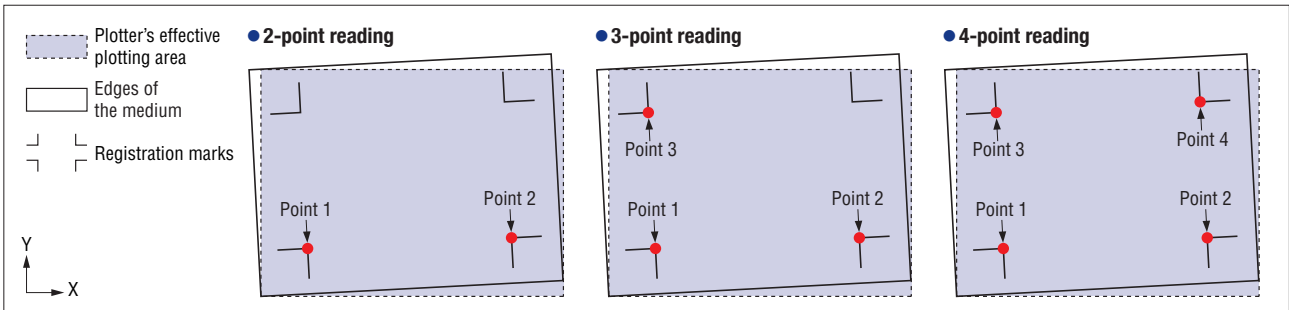 Plotter's effective
plotting area
Edges of
the medium
Registration marks
Y
X
2-point reading
Point 1
Point 2
3-point reading
Point 3
Point 1
Point 2
4-point reading
Point 3
Point 4
Point 1
Point 2